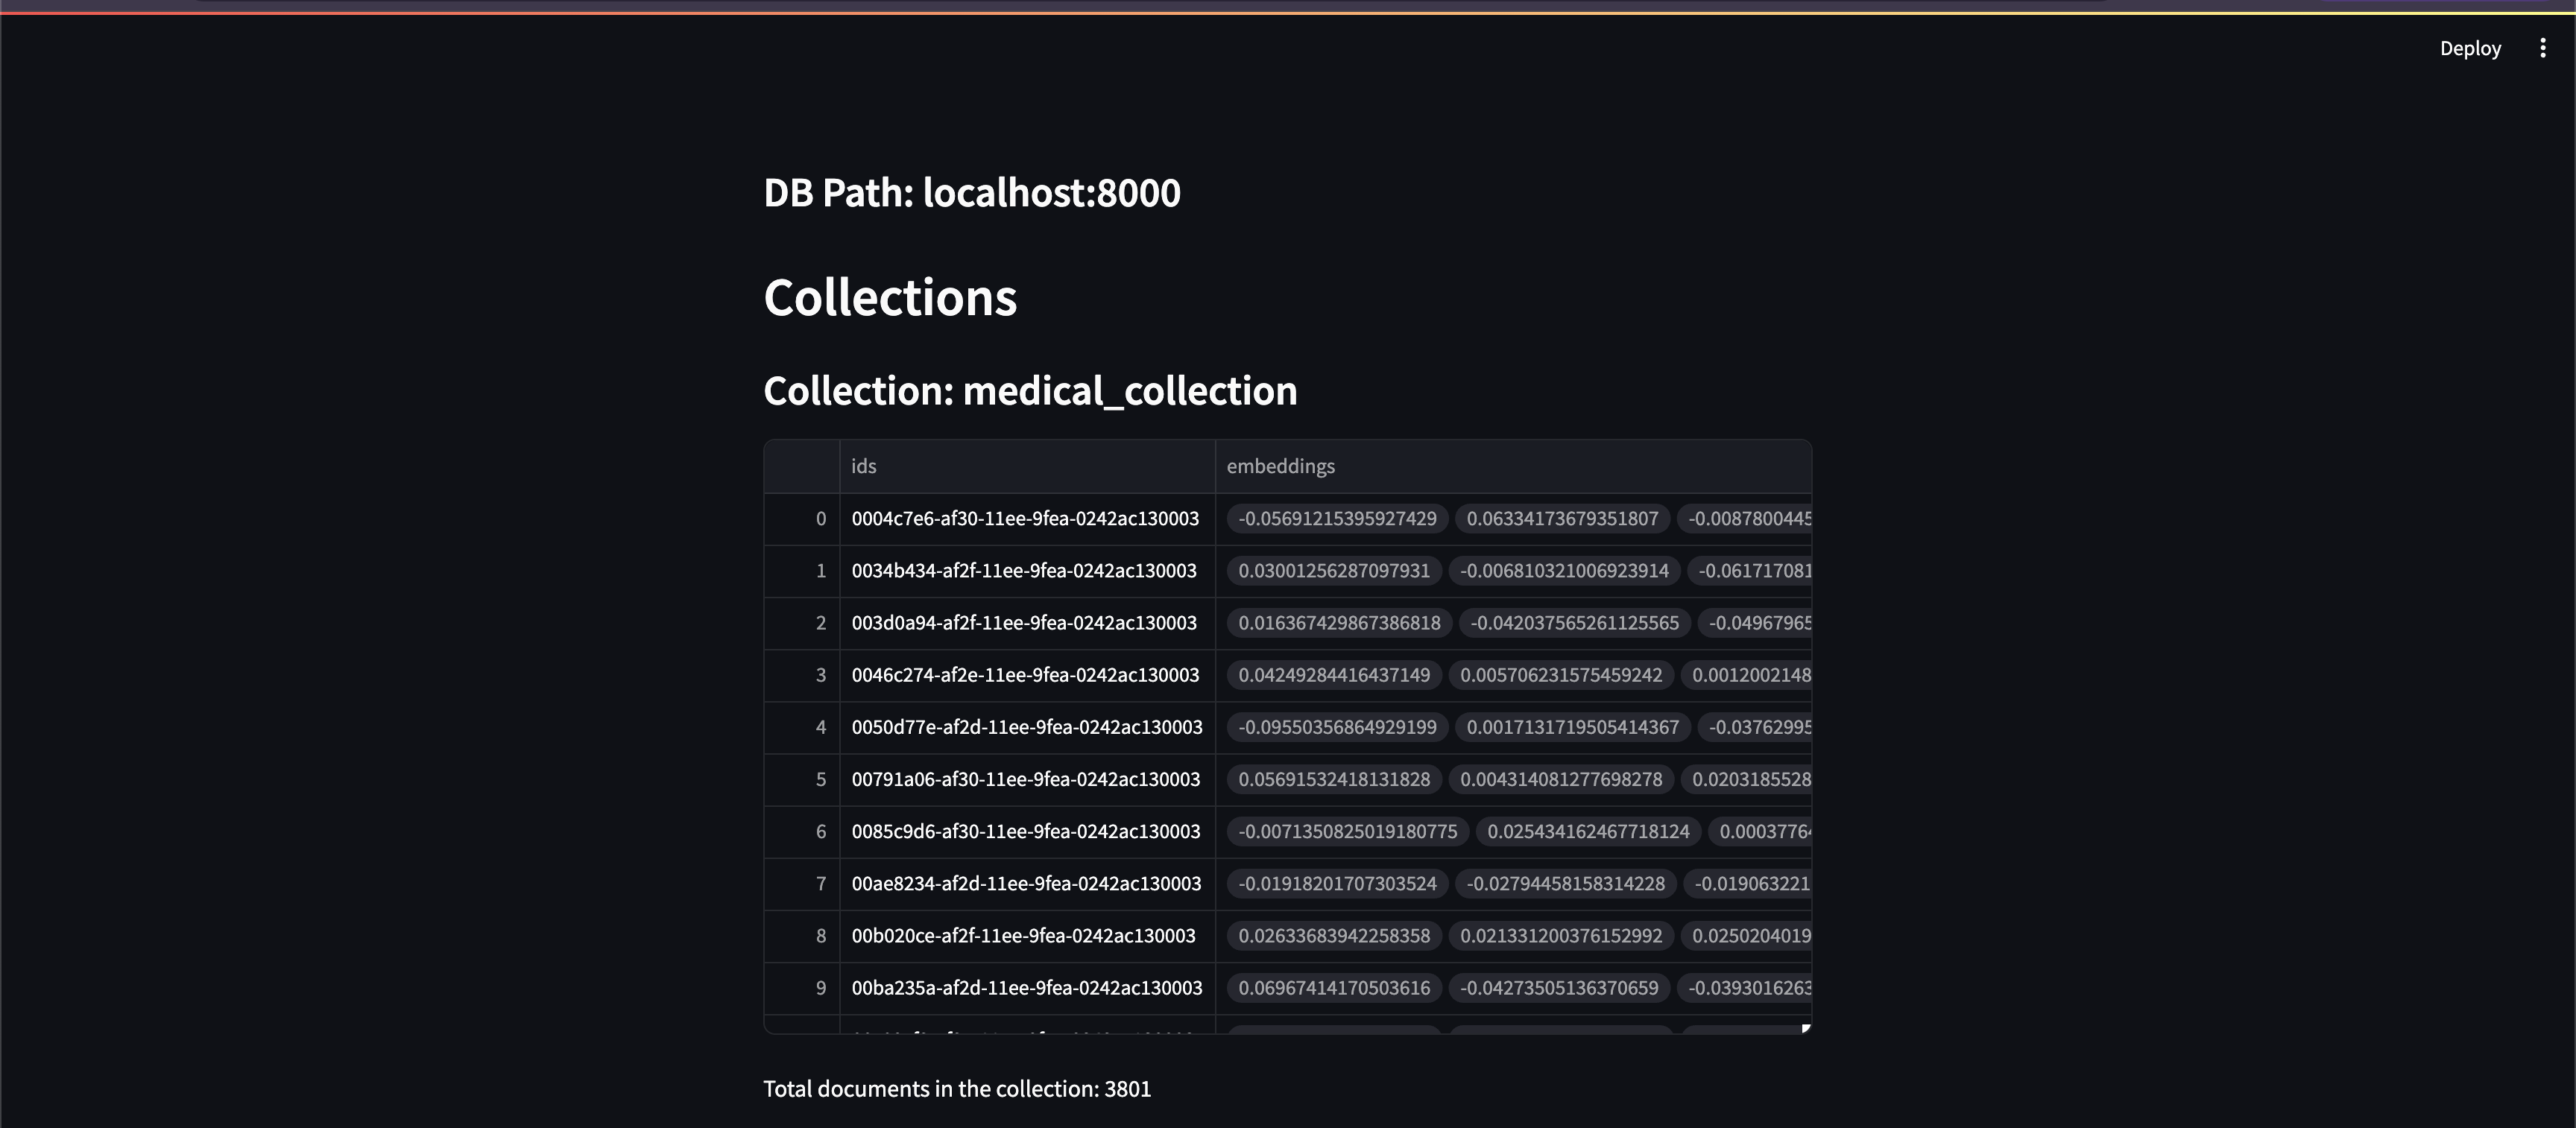 Deploy
DB Path: localhost:8000
Collections
Collection: medical_collection
ids embeddings
0 0004c7e6-af30-11ee-9fea-0242ac130003 -0.05691215395927429 0.06334173679351807 -0.0087800445
1 0034b434-af2f-11ee-9fea-0242ac130003 0.03001256287097931 -0.006810321006923914 -0.061717081
2 003d0a94-af2f-11ee-9fea-0242ac130003 0.016367429867386818 -0.042037565261125565 -0.04967965
3 0046c274-af2e-11ee-9fea-0242ac130003 0.04249284416437149 0.005706231575459242 0.0012002148
4 0050d77e-af2d-11ee-9fea-0242ac130003 -0.09550356864929199 0.0017131719505414367 -0.03762995
5 00791a06-af30-11ee-9fea-0242ac130003 0.05691532418131828 0.004314081277698278 0.0203185528
6 0085c9d6-af30-11ee-9fea-0242ac130003 -0.0071350825019180775 0.025434162467718124 0.00037764
7 00ae8234-af2d-11ee-9fea-0242ac130003 -0.01918201707303524 -0.02794458158314228 -0.019063221
8 00b020ce-af2f-11ee-9fea-0242ac130003 0.02633683942258358 0.021331200376152992 0.0250204019
9 00ba235a-af2d-11ee-9fea-0242ac130003 0.06967414170503616 -0.04273505136370659 -0.0393016263
Total documents in the collection: 3801